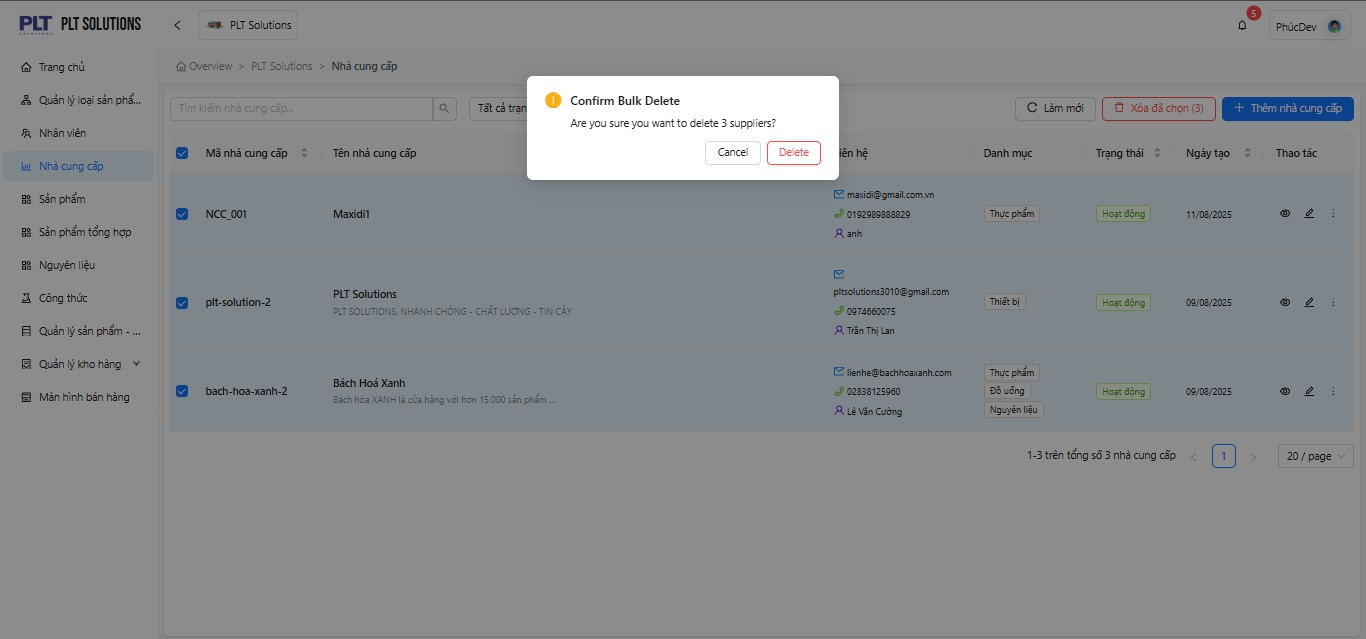 PLT SOLUTIONS
PLT SOLUTIONS
PLT Solutions
5
PhúcDev
Trang chủ
Quản lý loại sản phẩ...
Nhân viên
Nhà cung cấp
Sản phẩm
Sản phẩm tổng hợp
Nguyên liệu
Công thức
Quản lý sản phẩm - ...
Quản lý kho hàng
Màn hình bán hàng
Overview > PLT Solutions > Nhà cung cấp
Tìm kiếm nhà cung cấp...
Tất cả trạn
Làm mới
Xóa đã chọn (3)
+ Thêm nhà cung cấp
Confirm Bulk Delete
Are you sure you want to delete 3 suppliers?
Cancel
Delete
Mã nhà cung cấp
Tên nhà cung cấp
iên hệ
Danh mục
Trạng thái
Ngày tạo
Thao tác
NCC_001
Maxidi1
maxidi@gmail.com.vn
0192989888829
anh
Thực phẩm
Hoạt động
11/08/2025
plt-solution-2
PLT Solutions
PLT SOLUTIONS, NHANH CHÓNG - CHẤT LƯỢNG - TIN CẬY
pltsolutions3010@gmail.com
0974660075
Trần Thị Lan
Thiết bị
Hoạt động
09/08/2025
bach-hoa-xanh-2
Bách Hoá Xanh
Bách hóa XANH là cửa hàng với hơn 15.000 sản phẩm ...
lienhe@bachhoaxanh.com
02838125960
Lê Văn Cường
Thực phẩm
Đồ uống
Nguyên liệu
Hoạt động
09/08/2025
1-3 trên tổng số 3 nhà cung cấp
1
20 / page